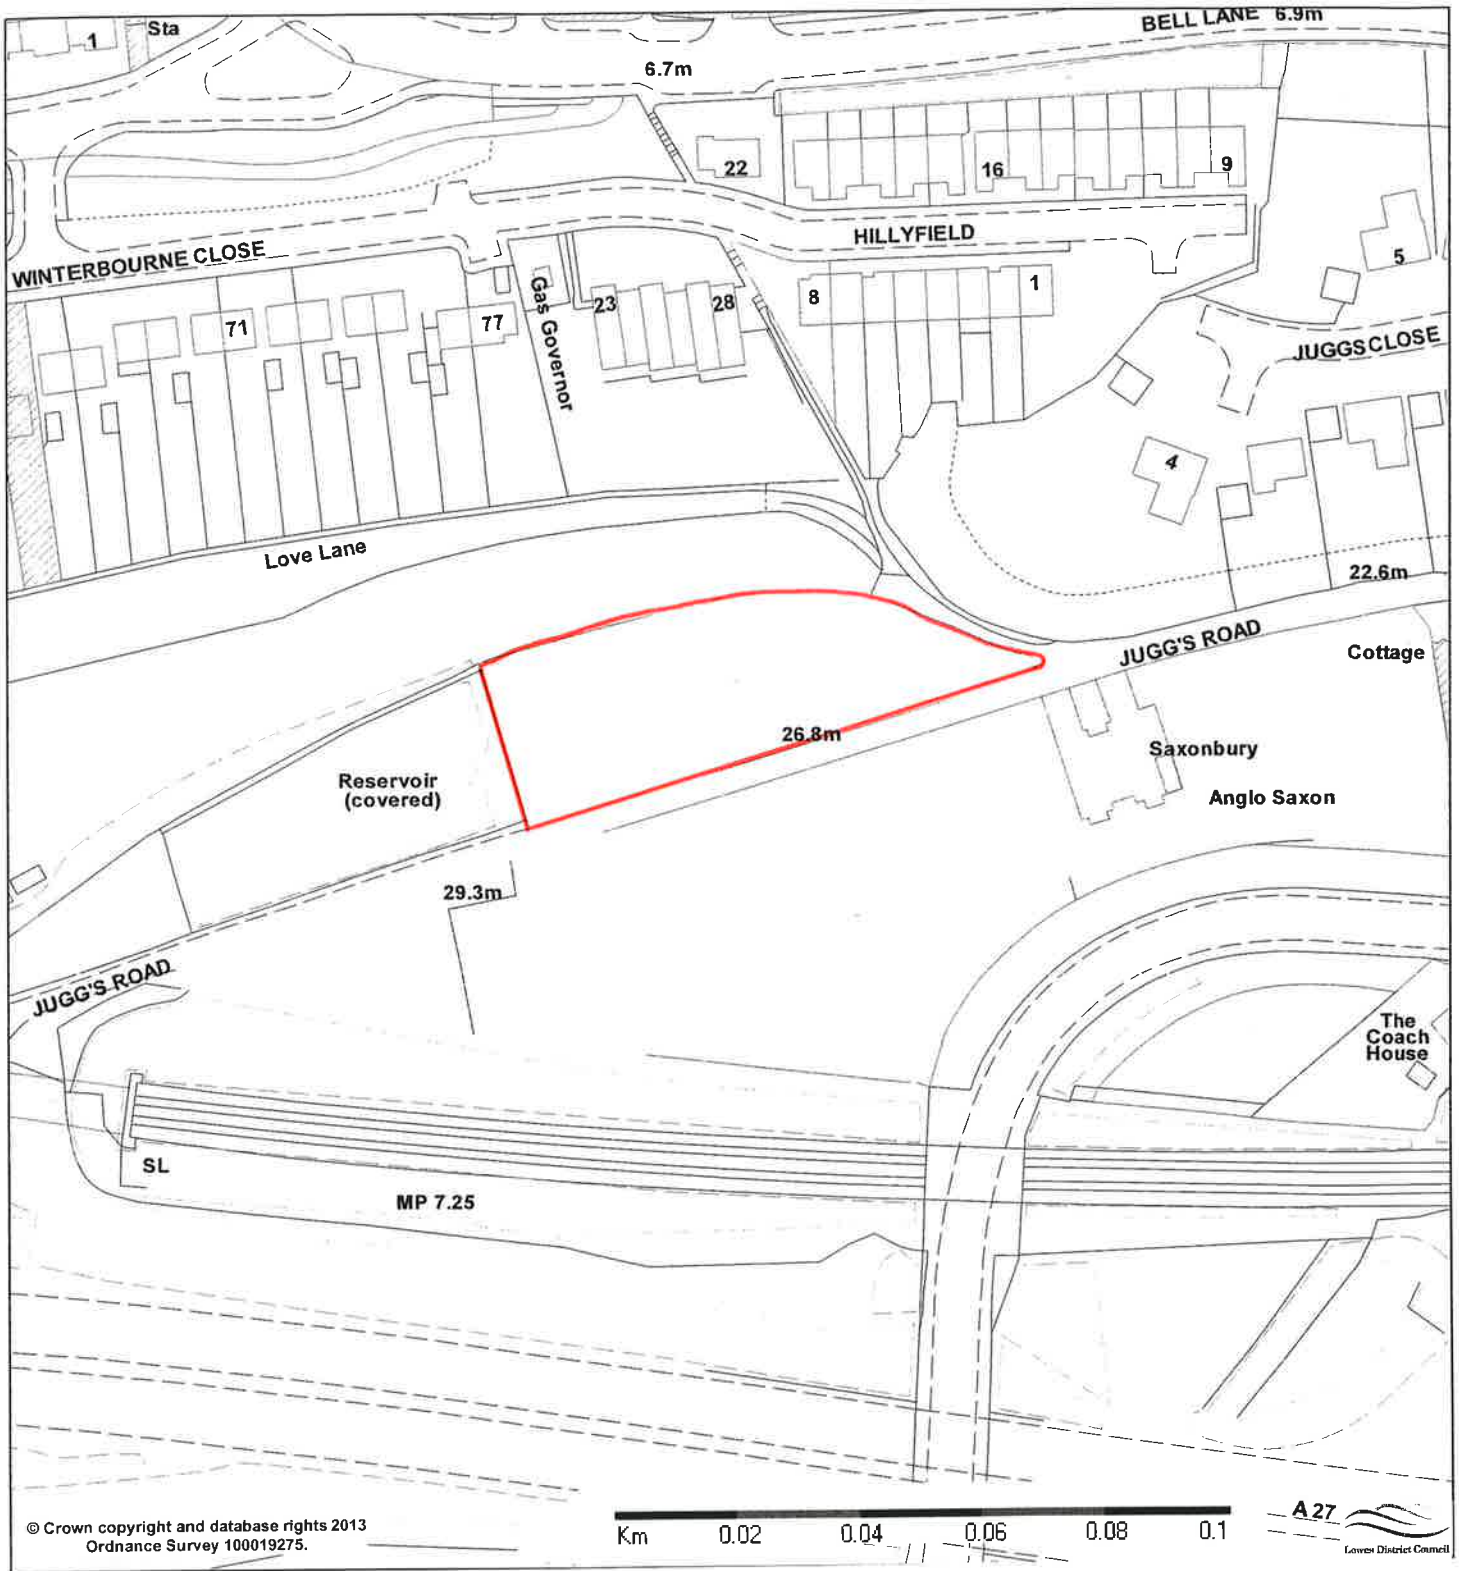 1
Sta
BELL LANE 6.9m
6.7m
22
16
9
HILLYFIELD
WINTERBOURNE CLOSE
5
Gas Governor
23
28
8
1
71
77
JUGGS CLOSE
4
Love Lane
22.6m
JUGG'S ROAD
Cottage
26.8m
Saxonbury
Reservoir
(covered)
Anglo Saxon
29.3m
JUGG'S ROAD
The
Coach
House
SL
MP 7.25
A 27
© Crown copyright and database rights 2013
Ordnance Survey 100019275.
Km 0.02 0.04 0.06 0.08 0.1
Lewes District Council